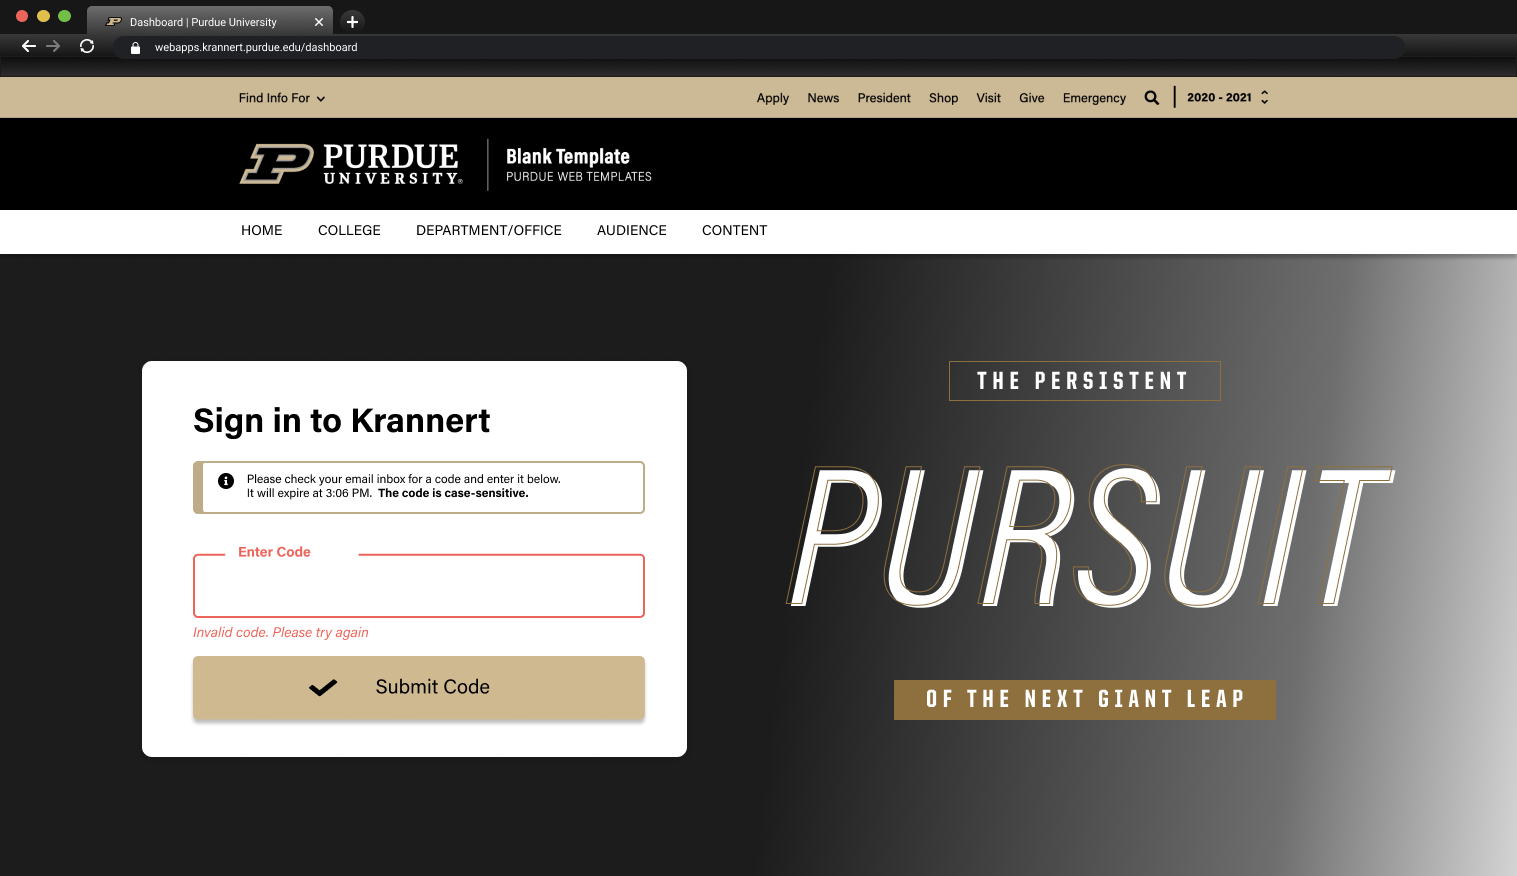 Dashboard | Purdue University
webapps.krannert.purdue.edu/dashboard
Find Info For
Apply News President Shop Visit Give Emergency 2020 - 2021
PURDUE
UNIVERSITY®
Blank Template
PURDUE WEB TEMPLATES
HOME COLLEGE DEPARTMENT/OFFICE AUDIENCE CONTENT
Sign in to Krannert
Please check your email inbox for a code and enter it below.
It will expire at 3:06 PM. The code is case-sensitive.
Enter Code
Invalid code. Please try again
Submit Code
THE PERSISTENT
PURSUIT
OF THE NEXT GIANT LEAP